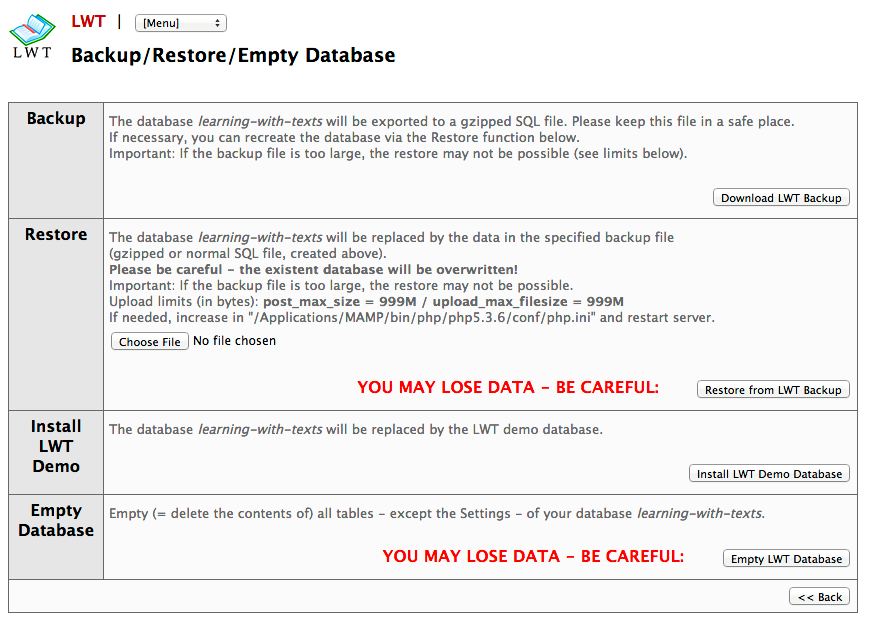 LWT
LWT | [Menu]
Backup/Restore/Empty Database
Backup
The database learning-with-texts will be exported to a gzipped SQL file. Please keep this file in a safe place.
If necessary, you can recreate the database via the Restore function below.
Important: If the backup file is too large, the restore may not be possible (see limits below).
Download LWT Backup
Restore
The database learning-with-texts will be replaced by the data in the specified backup file
(gzipped or normal SQL file, created above).
Please be careful - the existent database will be overwritten!
Important: If the backup file is too large, the restore may not be possible.
Upload limits (in bytes): post_max_size = 999M / upload_max_filesize = 999M
If needed, increase in "/Applications/MAMP/bin/php/php5.3.6/conf/php.ini" and restart server.
Choose File No file chosen
YOU MAY LOSE DATA - BE CAREFUL: Restore from LWT Backup
Install
LWT
Demo
The database learning-with-texts will be replaced by the LWT demo database.
Install LWT Demo Database
Empty
Database
Empty (= delete the contents of) all tables - except the Settings - of your database learning-with-texts.
YOU MAY LOSE DATA - BE CAREFUL: Empty LWT Database
<< Back